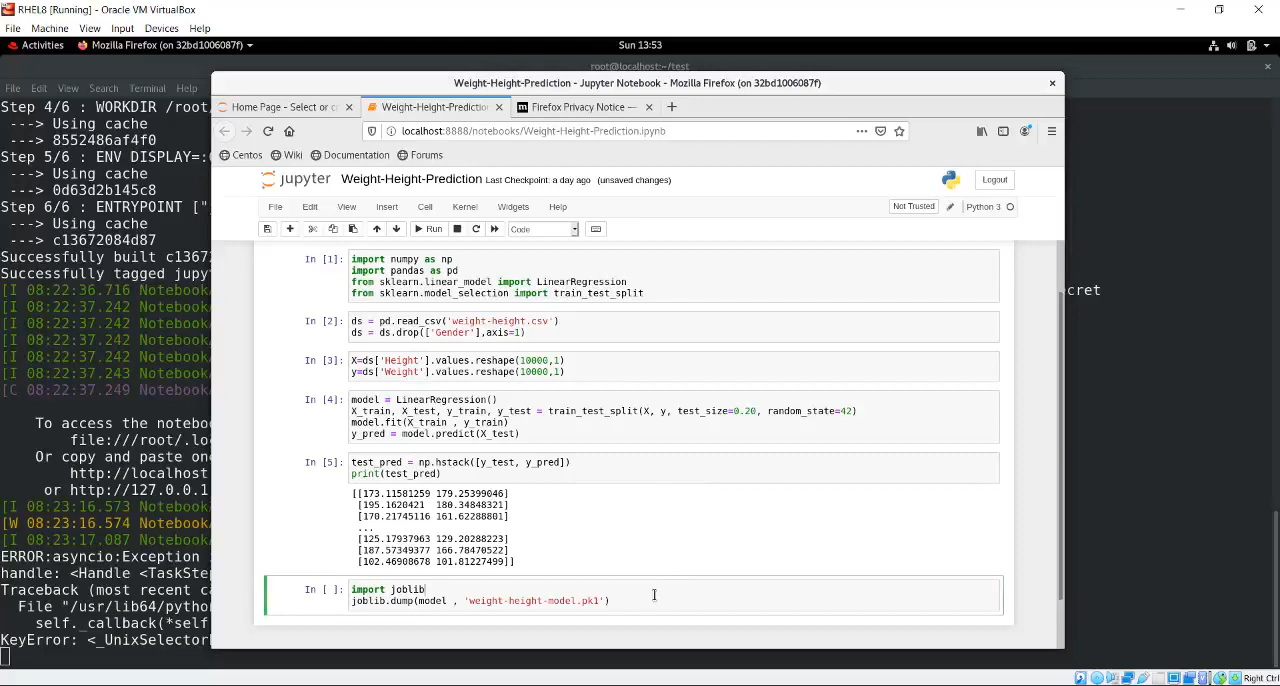 RHEL8 [Running] - Oracle VM VirtualBox
File Machine View Input Devices Help
Activities Mozilla Firefox (on 32bd1006087f) Sun 13:53
root@localhost:~/test
File Edit View Search Terminal Help
Step 4/6 : WORKDIR /root
---> Using cache
---> 8552486af4f0
Step 5/6 : ENV DISPLAY=:
---> Using cache
---> 0d63d2b145c8
Step 6/6 : ENTRYPOINT ["
---> Using cache
---> c13672084d87
Successfully built c1367
Successfully tagged jupy
[I 08:22:36.716 Notebook
[I 08:22:37.242 Notebook
[I 08:22:37.242 Notebook
[I 08:22:37.242 Notebook
[I 08:22:37.242 Notebook
[I 08:22:37.243 Notebook
[C 08:22:37.249 Notebook
To access the notebo
file:///root/.lo
Or copy and paste one
http://localhost
or http://127.0.0.1
[I 08:23:16.573 Notebook
[W 08:23:16.574 Notebook
[I 08:23:17.087 Notebook
ERROR:asyncio:Exception
handle: <Handle <TaskSte
Traceback (most recent ca
File "/usr/lib64/pytho
self._callback(*self
KeyError: <_UnixSelector
ecret
Weight-Height-Prediction - Jupyter Notebook - Mozilla Firefox (on 32bd1006087f)
Home Page - Select or c Weight-Height-Predictio Firefox Privacy Notice —
localhost:8888/notebooks/Weight-Height-Prediction.ipynb
Centos Wiki Documentation Forums
jupyter Weight-Height-Prediction Last Checkpoint: a day ago (unsaved changes) Logout
File Edit View Insert Cell Kernel Widgets Help Not Trusted Python 3
Run Code
In [1]: import numpy as np
import pandas as pd
from sklearn.linear_model import LinearRegression
from sklearn.model_selection import train_test_split
In [2]: ds = pd.read_csv('weight-height.csv')
ds = ds.drop(['Gender'],axis=1)
In [3]: X=ds['Height'].values.reshape(10000,1)
y=ds['Weight'].values.reshape(10000,1)
In [4]: model = LinearRegression()
X_train, X_test, y_train, y_test = train_test_split(X, y, test_size=0.20, random_state=42)
model.fit(X_train , y_train)
y_pred = model.predict(X_test)
In [5]: test_pred = np.hstack([y_test, y_pred])
print(test_pred)
[[173.11581259 179.25399046]
[195.1620421 180.34848321]
[170.21745116 161.62288801]
...
[125.17937963 129.20288223]
[187.57349377 166.78470522]
[102.46908678 101.81227499]]
In [ ]: import joblib
joblib.dump(model , 'weight-height-model.pk1')
Right Ctrl